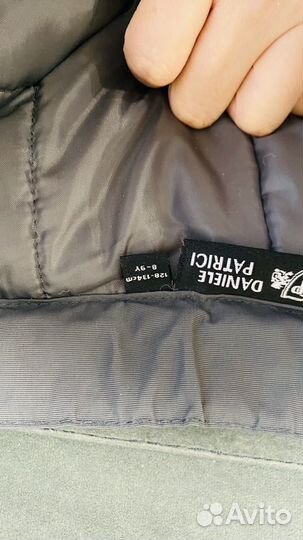 DANIELE
PATRICI
128-134cm
8-9Y
Avito